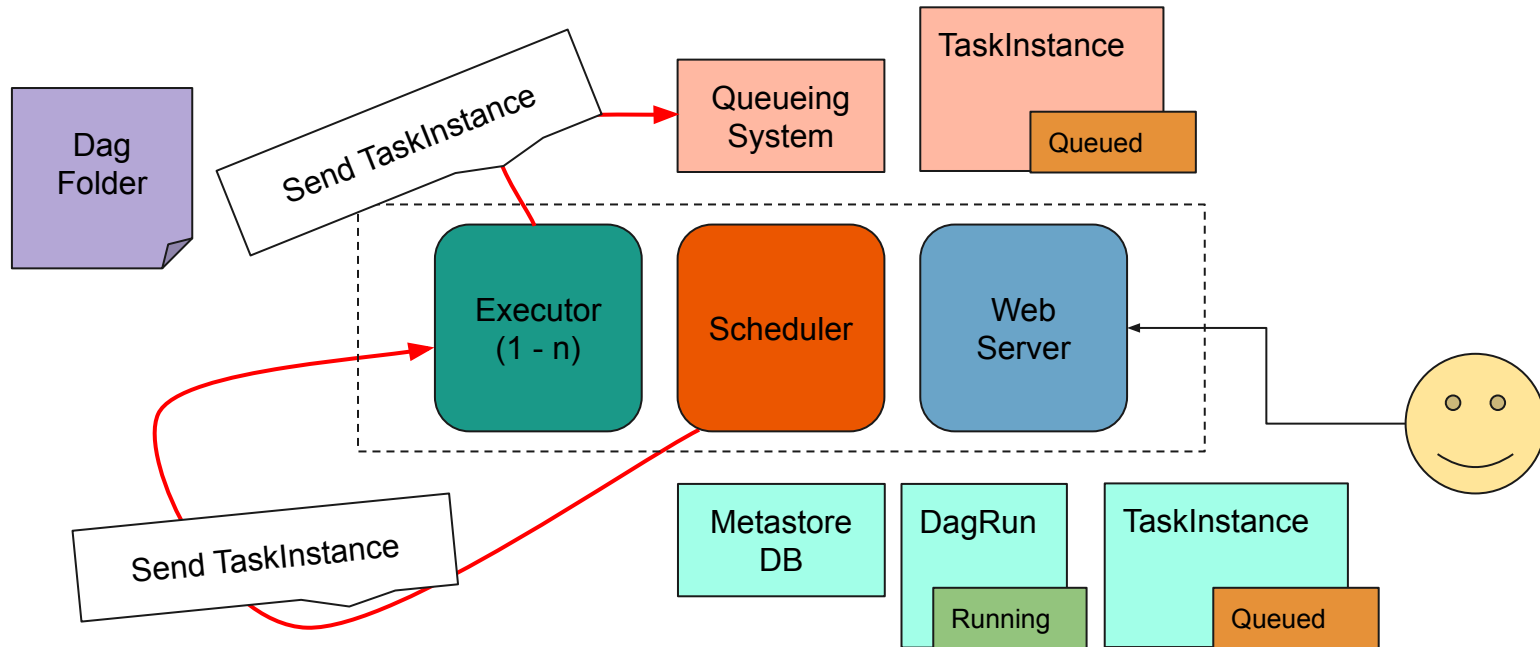 Dag
Folder
Send TaskInstance
Queueing
System
TaskInstance
Queued
Executor
(1 - n)
Scheduler
Web
Server
Send TaskInstance
Metastore
DB
DagRun
Running
TaskInstance
Queued